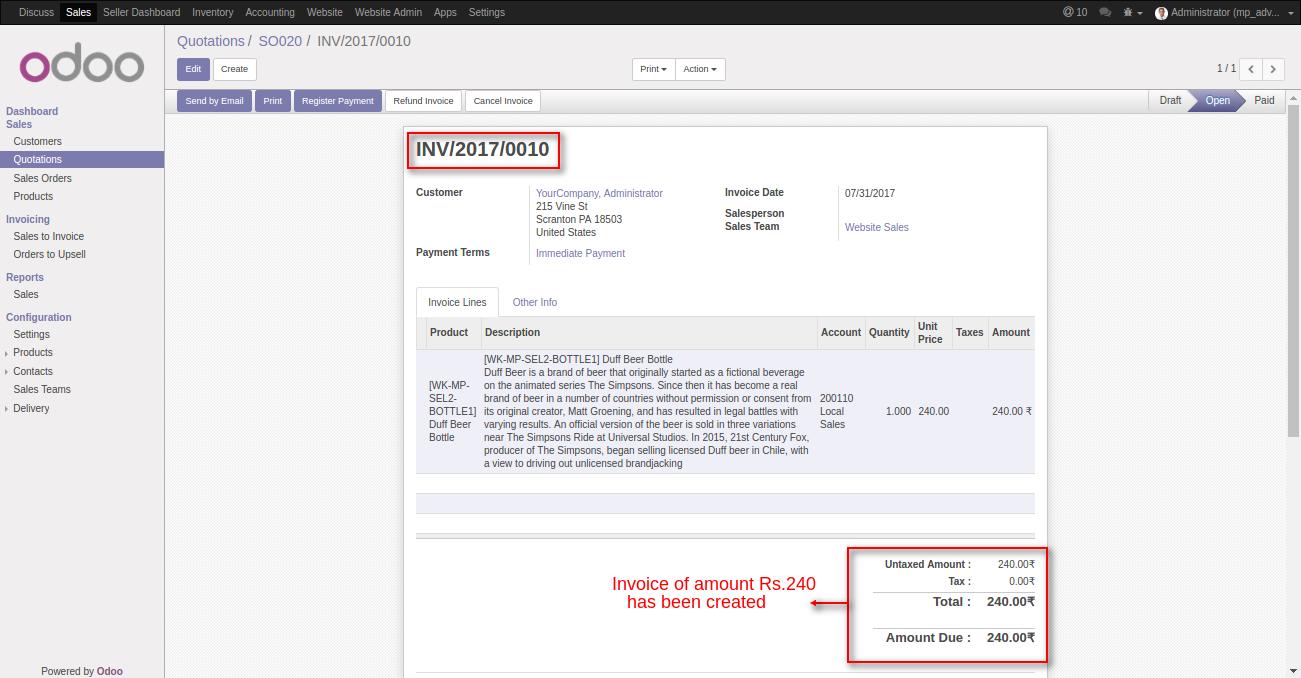 Discuss Sales Seller Dashboard Inventory Accounting Website Website Admin Apps Settings @ 10 Administrator (mp_adv...
odoo
Quotations / SO020 / INV/2017/0010
Edit Create Print Action 1 / 1
Send by Email Print Register Payment Refund Invoice Cancel Invoice Draft Open Paid
Dashboard
Sales
Customers
Quotations
Sales Orders
Products
Invoicing
Sales to Invoice
Orders to Upsell
Reports
Sales
Configuration
Settings
Products
Contacts
Sales Teams
Delivery
Powered by Odoo
INV/2017/0010
Customer
YourCompany, Administrator
215 Vine St
Scranton PA 18503
United States
Payment Terms
Immediate Payment
Invoice Date
07/31/2017
Salesperson
Sales Team
Website Sales
Invoice Lines Other Info
Product Description Account Quantity Unit Price Taxes Amount
[WK-MP-
SEL2-
BOTTLE1]
Duff Beer
Bottle
[WK-MP-SEL2-BOTTLE1] Duff Beer Bottle
Duff Beer is a brand of beer that originally started as a fictional beverage
on the animated series The Simpsons. Since then it has become a real
brand of beer in a number of countries without permission or consent from
its original creator, Matt Groening, and has resulted in legal battles with
varying results. An official version of the beer is sold in three variations
near The Simpsons Ride at Universal Studios. In 2015, 21st Century Fox,
producer of The Simpsons, began selling licensed Duff beer in Chile, with
a view to driving out unlicensed brandjacking
200110
Local
Sales
1.000 240.00 240.00 ₹
Invoice of amount Rs.240
has been created
Untaxed Amount : 240.00₹
Tax : 0.00₹
Total : 240.00₹
Amount Due : 240.00₹